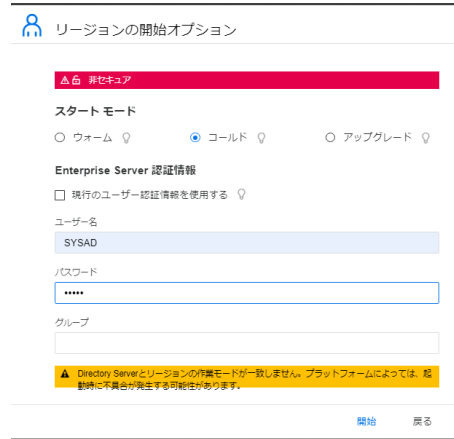 リージョンの開始オプション
非セキュア
スタート モード
ウォーム
コールド
アップグレード
Enterprise Server 認証情報
現行のユーザー認証情報を使用する
ユーザー名
SYSAD
パスワード
•••••
グループ
Directory Serverとリージョンの作業モードが一致しません。プラットフォームによっては、起
動時に不具合が発生する可能性があります。
開始
戻る